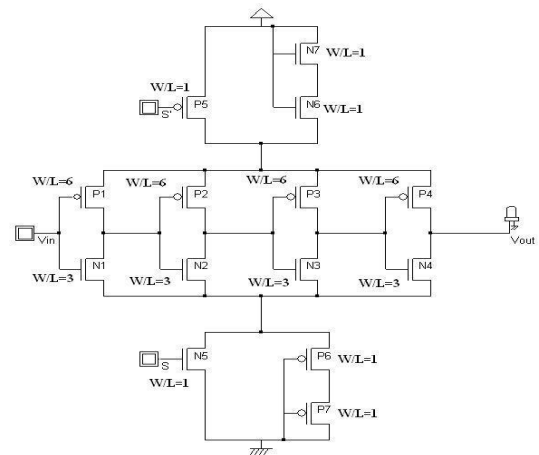 N7 W/L=1
W/L=1
P5
S'
N6 W/L=1
W/L=6 W/L=6 W/L=6 W/L=6
P1 P2 P3 P4
Vin Vout
N1 N2 N3 N4
W/L=3 W/L=3 W/L=3 W/L=3
N5 P6 W/L=1
S
W/L=1
P7 W/L=1